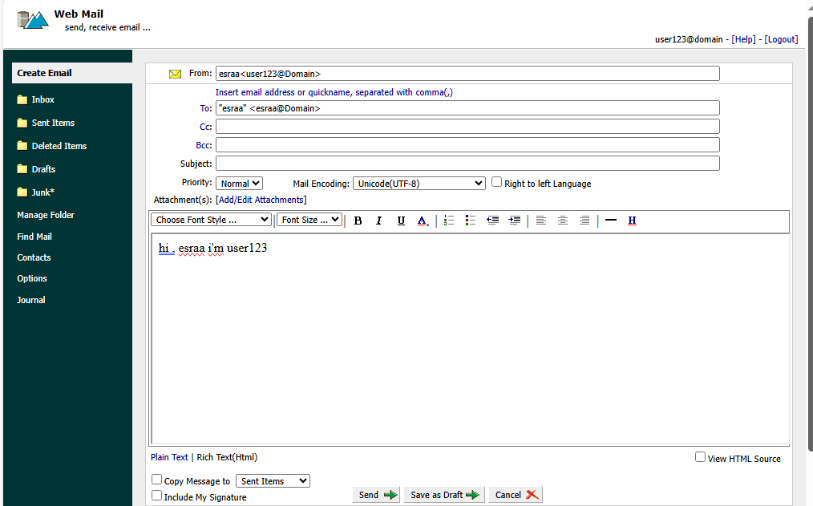 Web Mail
send, receive email ...
user123@domain - [Help] - [Logout]
Create Email
Inbox
Sent Items
Deleted Items
Drafts
Junk*
Manage Folder
Find Mail
Contacts
Options
Journal
From: esraa<user123@Domain>
Insert email address or quickname, separated with comma(,)
To: "esraa" <esraa@Domain>
Cc:
Bcc:
Subject:
Priority: Normal Mail Encoding: Unicode(UTF-8) Right to left Language
Attachment(s): [Add/Edit Attachments]
Choose Font Style ... Font Size ... B I U A H
hi , esraa i'm user123
Plain Text | Rich Text(Html)
View HTML Source
Copy Message to Sent Items
Include My Signature
Send Save as Draft Cancel